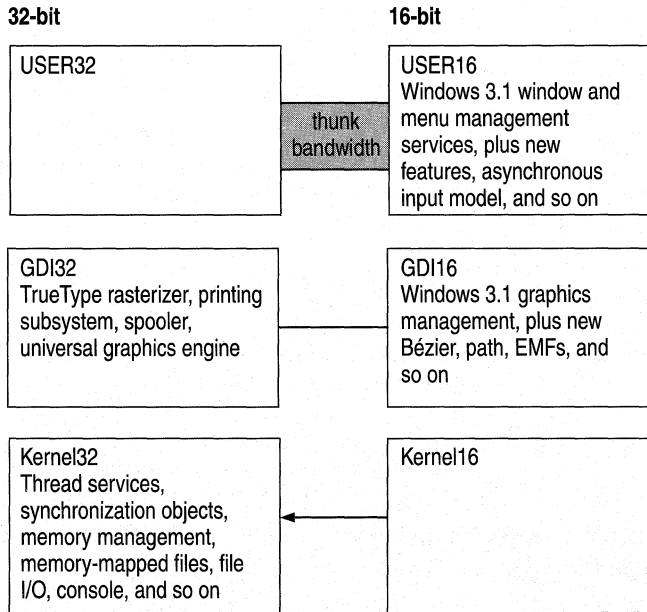 32-bit
16-bit
USER32
thunk
bandwidth
USER16
Windows 3.1 window and
menu management
services, plus new
features, asynchronous
input model, and so on
GDI32
TrueType rasterizer, printing
subsystem, spooler,
universal graphics engine
GDI16
Windows 3.1 graphics
management, plus new
Bézier, path, EMFs, and
so on
Kernel32
Thread services,
synchronization objects,
memory management,
memory-mapped files, file
I/O, console, and so on
Kernel16